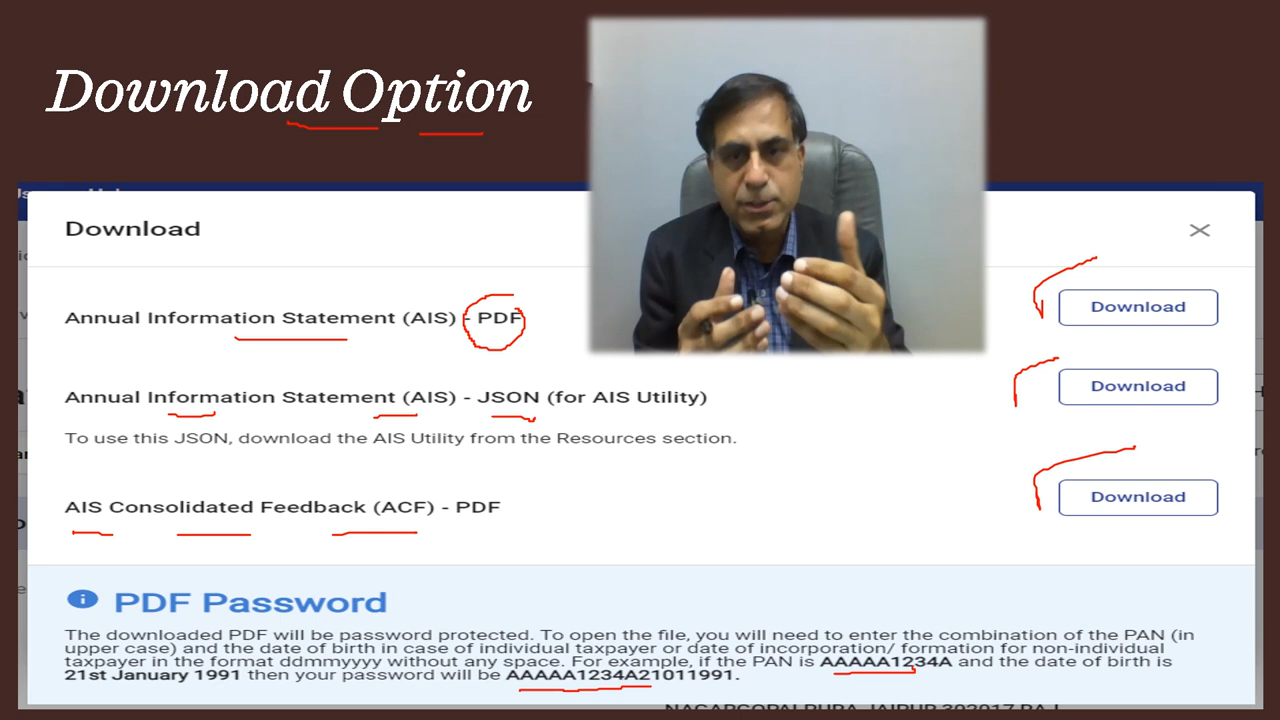 Download Option
Download
Annual Information Statement (AIS) - PDF
Download
Annual Information Statement (AIS) - JSON (for AIS Utility)
Download
To use this JSON, download the AIS Utility from the Resources section.
AIS Consolidated Feedback (ACF) - PDF
Download
PDF Password
The downloaded PDF will be password protected. To open the file, you will need to enter the combination of the PAN (in
upper case) and the date of birth in case of individual taxpayer or date of incorporation/ formation for non-individual
taxpayer in the format ddmmyyyy without any space. For example, if the PAN is AAAAA1234A and the date of birth is
21st January 1991 then your password will be AAAAA1234A21011991.